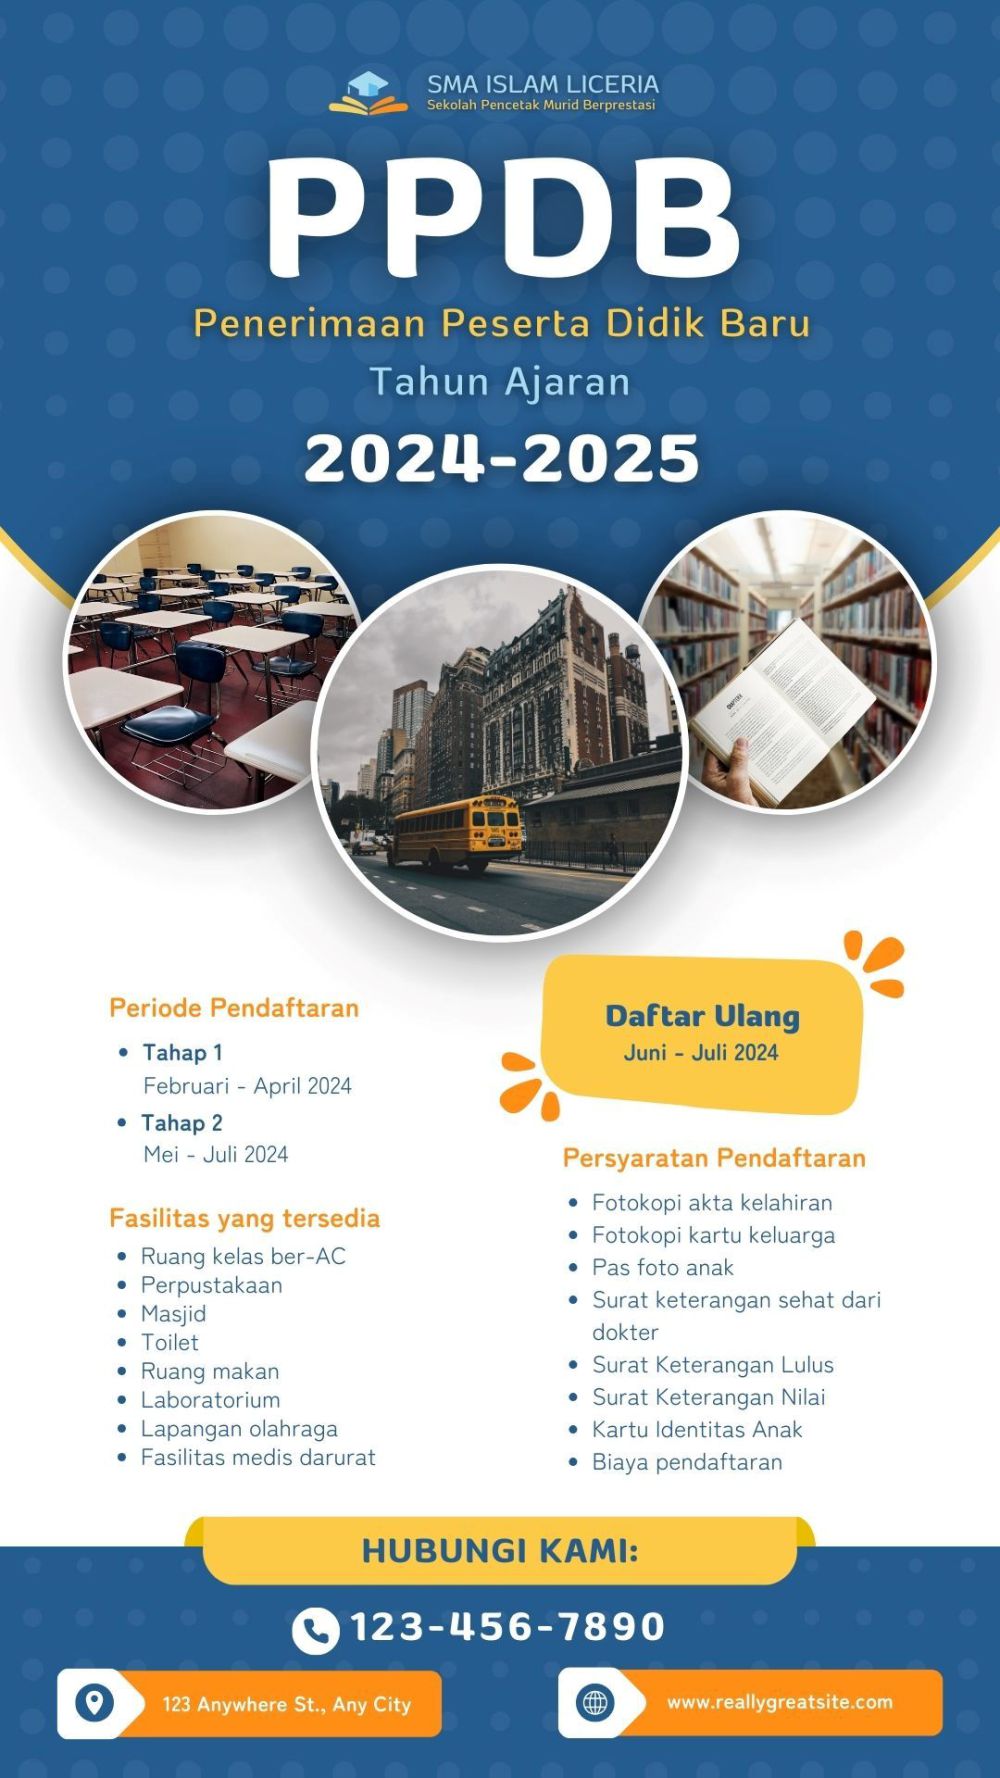 SMA ISLAM LICERIA
Sekolah Pencetak Murid Berprestasi
PPDB
Penerimaan Peserta Didik Baru
Tahun Ajaran
2024-2025
Periode Pendaftaran
• Tahap 1
Februari - April 2024
• Tahap 2
Mei - Juli 2024
Fasilitas yang tersedia
• Ruang kelas ber-AC
• Perpustakaan
• Masjid
• Toilet
• Ruang makan
• Laboratorium
• Lapangan olahraga
• Fasilitas medis darurat
Daftar Ulang
Juni - Juli 2024
Persyaratan Pendaftaran
• Fotokopi akta kelahiran
• Fotokopi kartu keluarga
• Pas foto anak
• Surat keterangan sehat dari
dokter
• Surat Keterangan Lulus
• Surat Keterangan Nilai
• Kartu Identitas Anak
• Biaya pendaftaran
HUBUNGI KAMI:
123-456-7890
123 Anywhere St., Any City
www.reallygreatsite.com